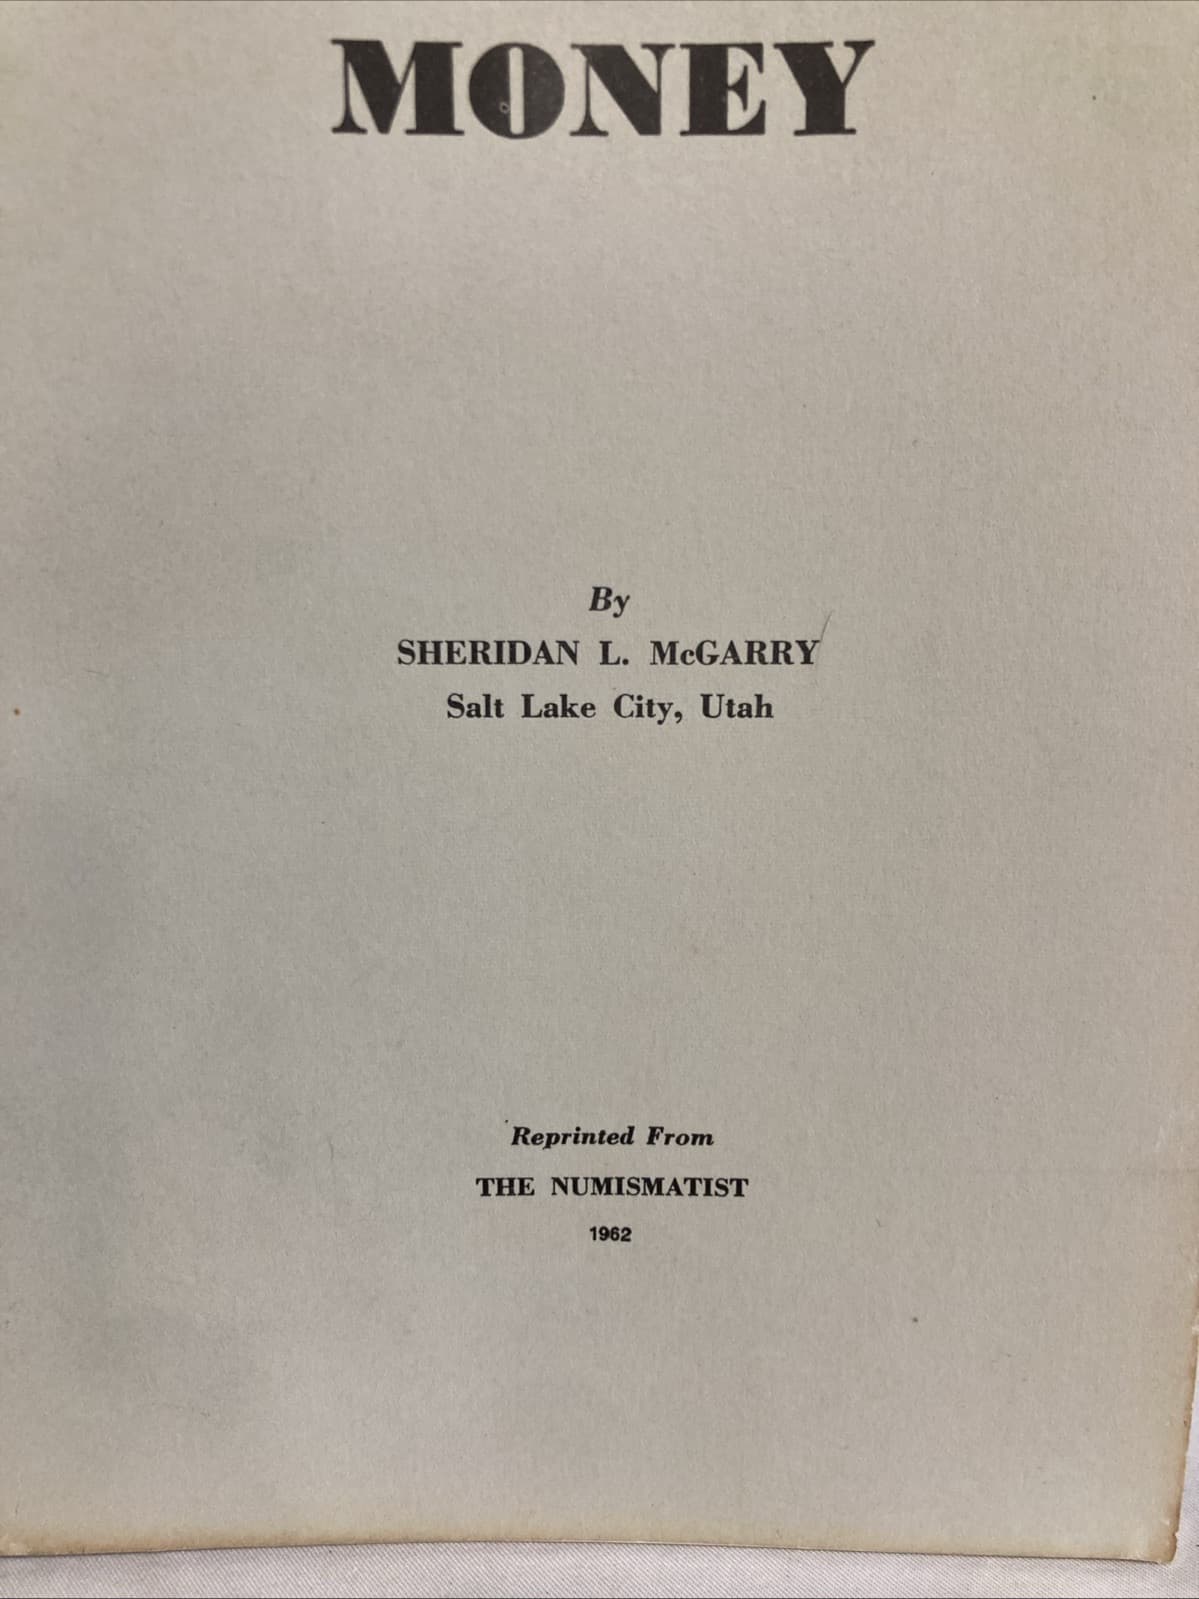 MONEY
By
SHERIDAN L. McGARRY
Salt Lake City, Utah
Reprinted From
THE NUMISMATIST
1962